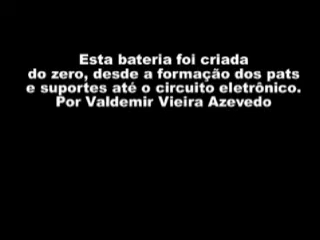 Esta bateria foi criada
do zero, desde a formação dos pats
e suportes até o circuito eletrônico.
Por Valdemir Vieira Azevedo